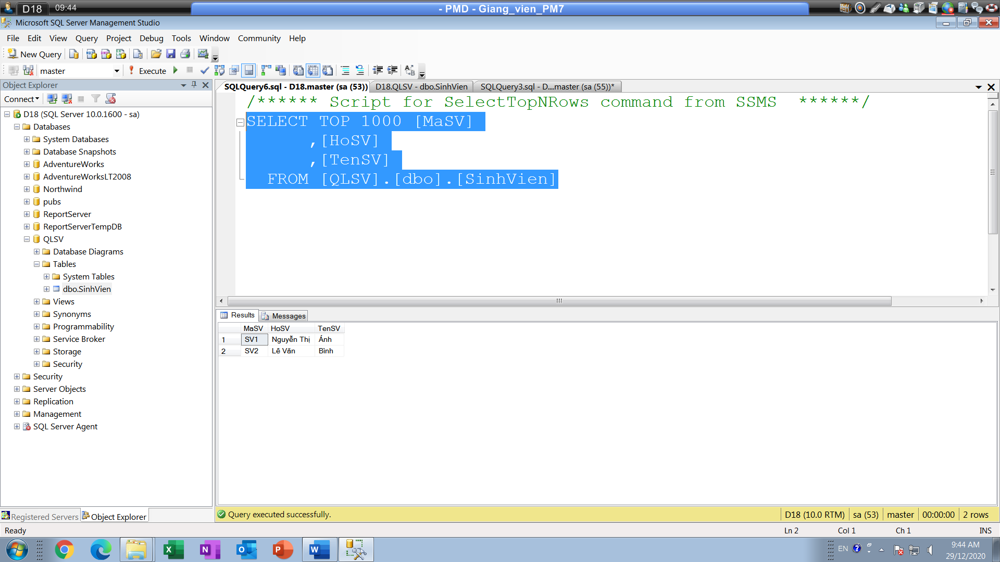 D18 09:44 - PMD - Giang_vien_PM7
Microsoft SQL Server Management Studio
File Edit View Query Project Debug Tools Window Community Help
New Query
master Execute
Object Explorer
Connect
D18 (SQL Server 10.0.1600 - sa)
Databases
System Databases
Database Snapshots
AdventureWorks
AdventureWorksLT2008
Northwind
pubs
ReportServer
ReportServerTempDB
QLSV
Database Diagrams
Tables
System Tables
dbo.SinhVien
Views
Synonyms
Programmability
Service Broker
Storage
Security
Security
Server Objects
Replication
Management
SQL Server Agent
Registered Servers Object Explorer
SQLQuery6.sql - D18.master (sa (53)) D18.QLSV - dbo.SinhVien SQLQuery3.sql - D....master (sa (55))*
/****** Script for SelectTopNRows command from SSMS ******/
SELECT TOP 1000 [MaSV]
,[HoSV]
,[TenSV]
FROM [QLSV].[dbo].[SinhVien]
Results Messages
MaSV HoSV TenSV
1 SV1 Nguyễn Thị Ánh
2 SV2 Lê Văn Bình
Query executed successfully. D18 (10.0 RTM) sa (53) master 00:00:00 2 rows
Ready Ln 2 Col 1 Ch 1 INS
EN 9:44 AM
29/12/2020